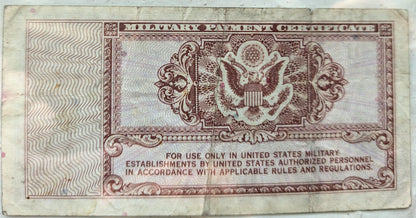 MILITARY PAYMENT CERTIFICATE
FOR USE ONLY IN UNITED STATES MILITARY
ESTABLISHMENTS BY UNITED STATES AUTHORIZED PERSONNEL
IN ACCORDANCE WITH APPLICABLE RULES AND REGULATIONS.